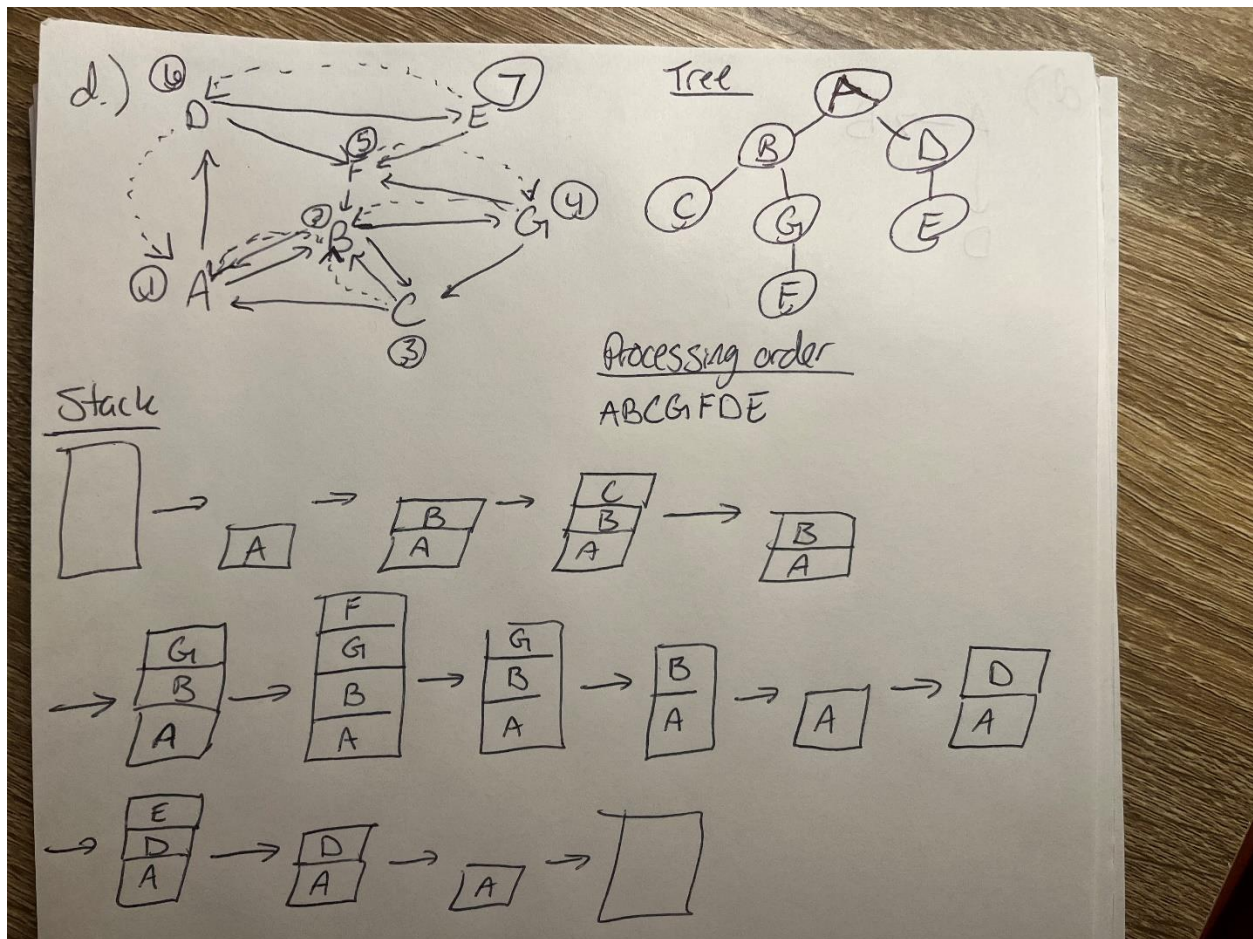 d.) ⑥ D E 7 Tree A
⑤ F B D
② B G ④ C G E
① A C F
③
Processing order
ABCGFDE
Stack
A B A C B A B A
G B A F G B A G B A B A A D A
E D A D A A